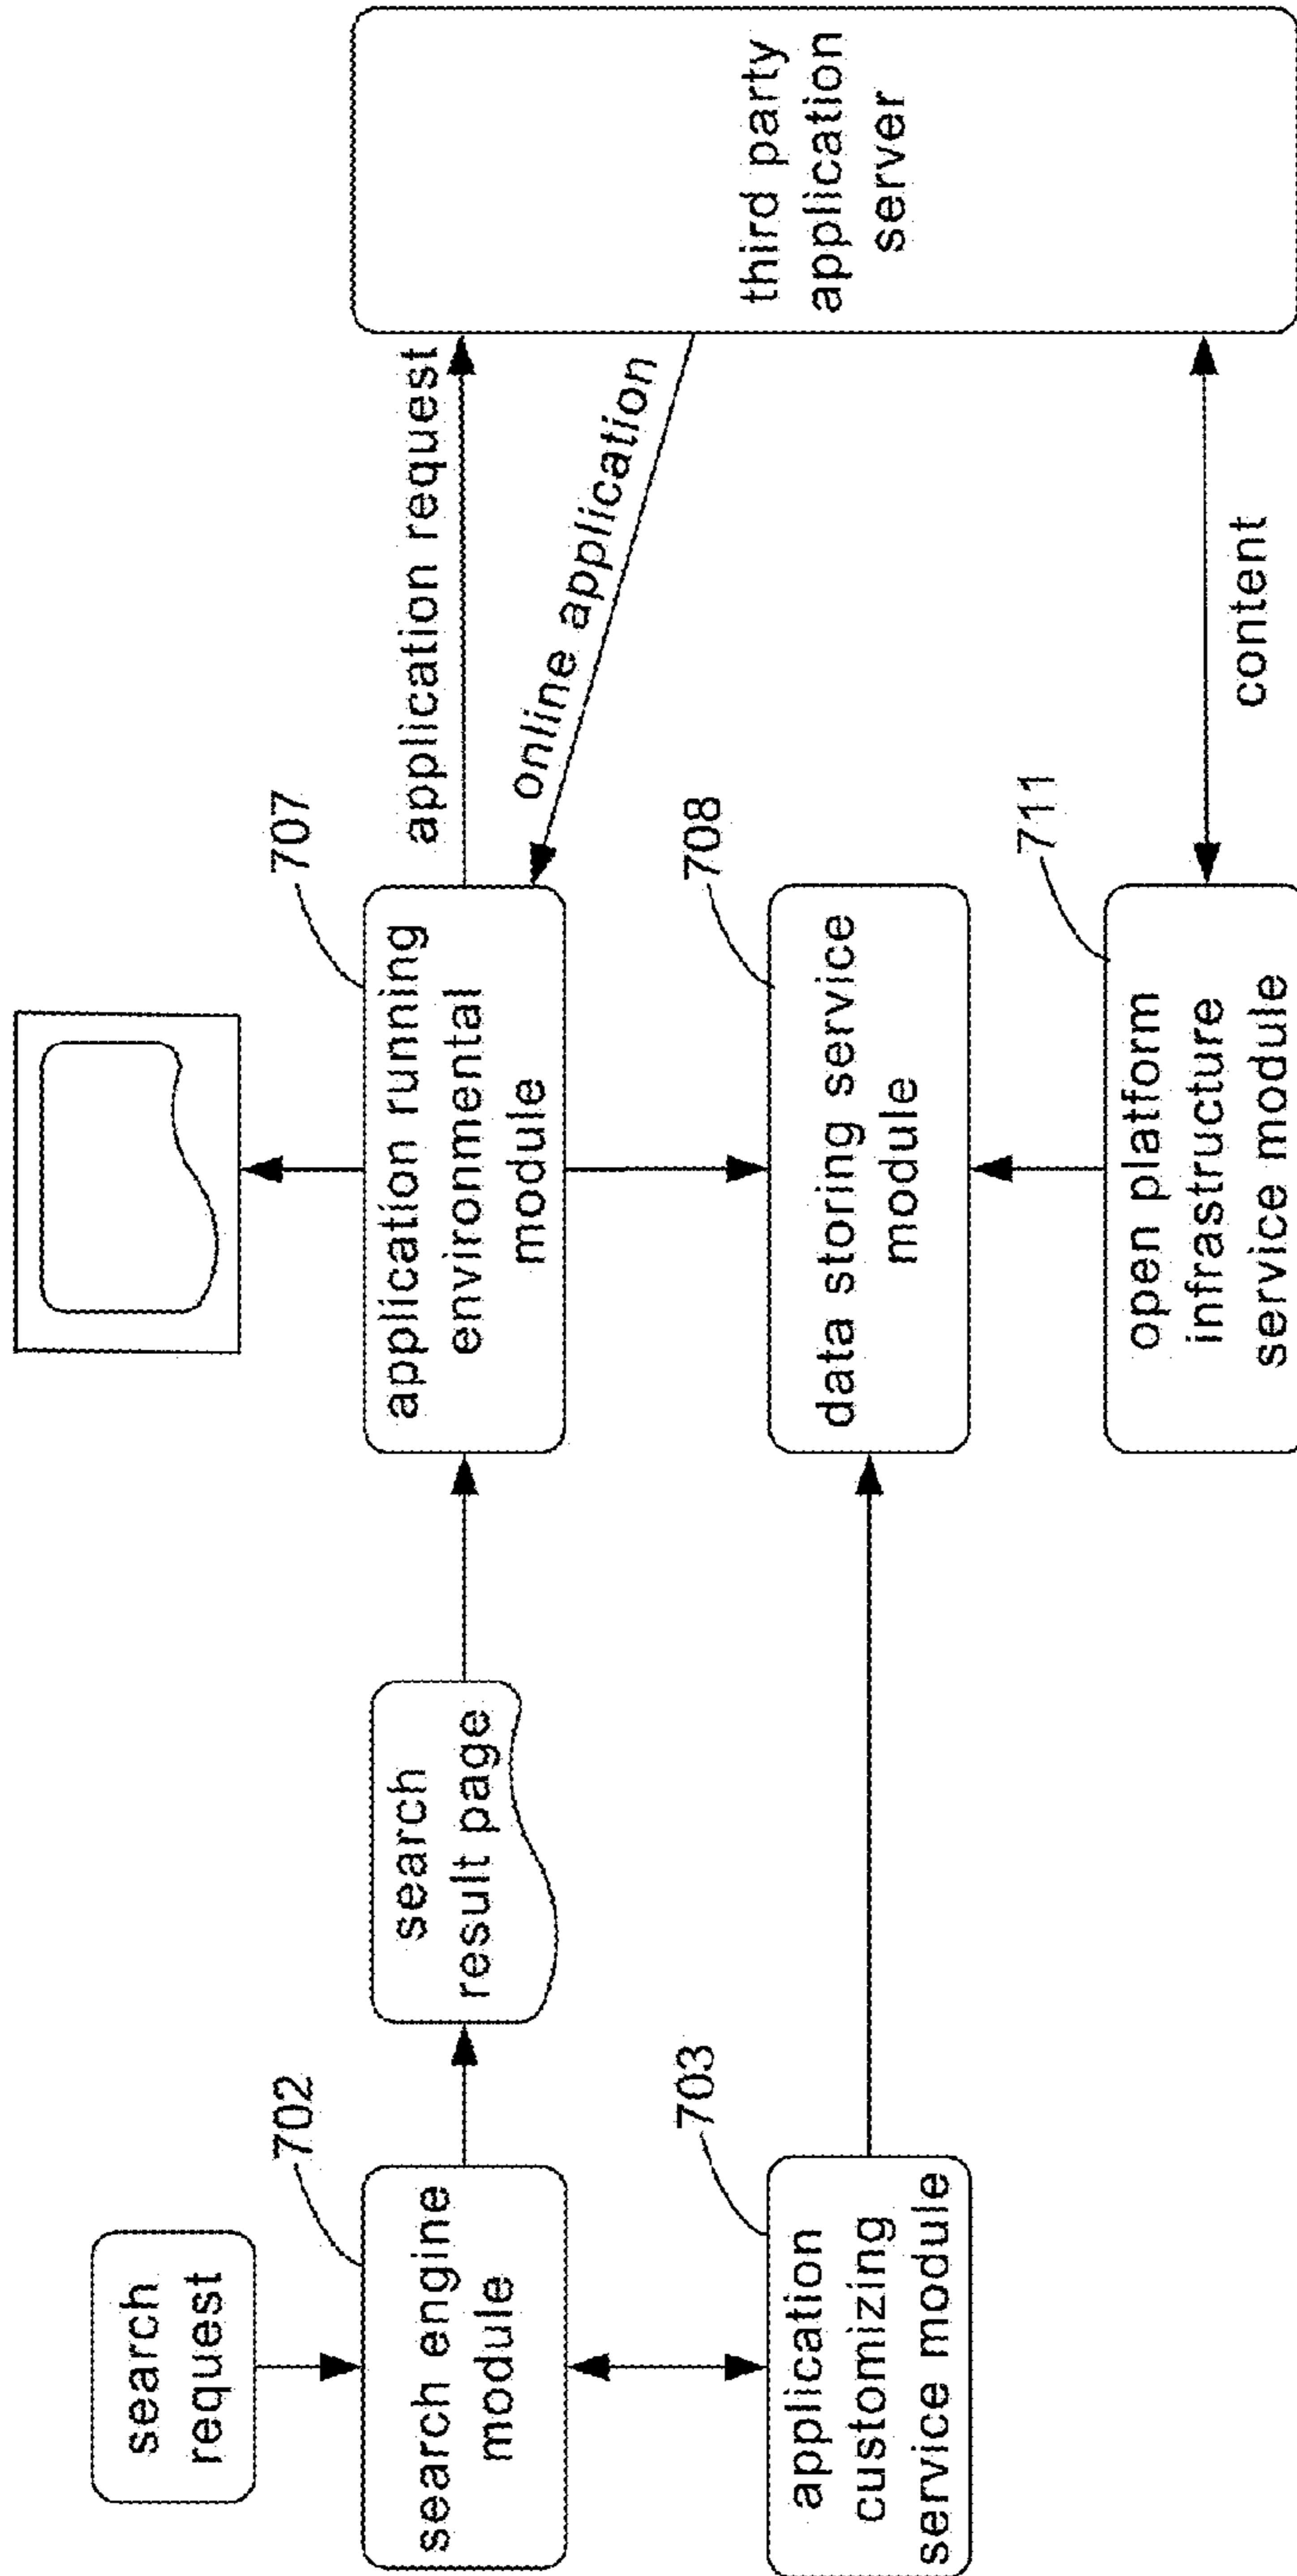 search
request
702
search engine
module
703
application
customizing
service module
search
result page
707
application running
environmental
module
708
data storing service
module
711
open platform
infrastructure
service module
application request
online application
content
third party
application
server